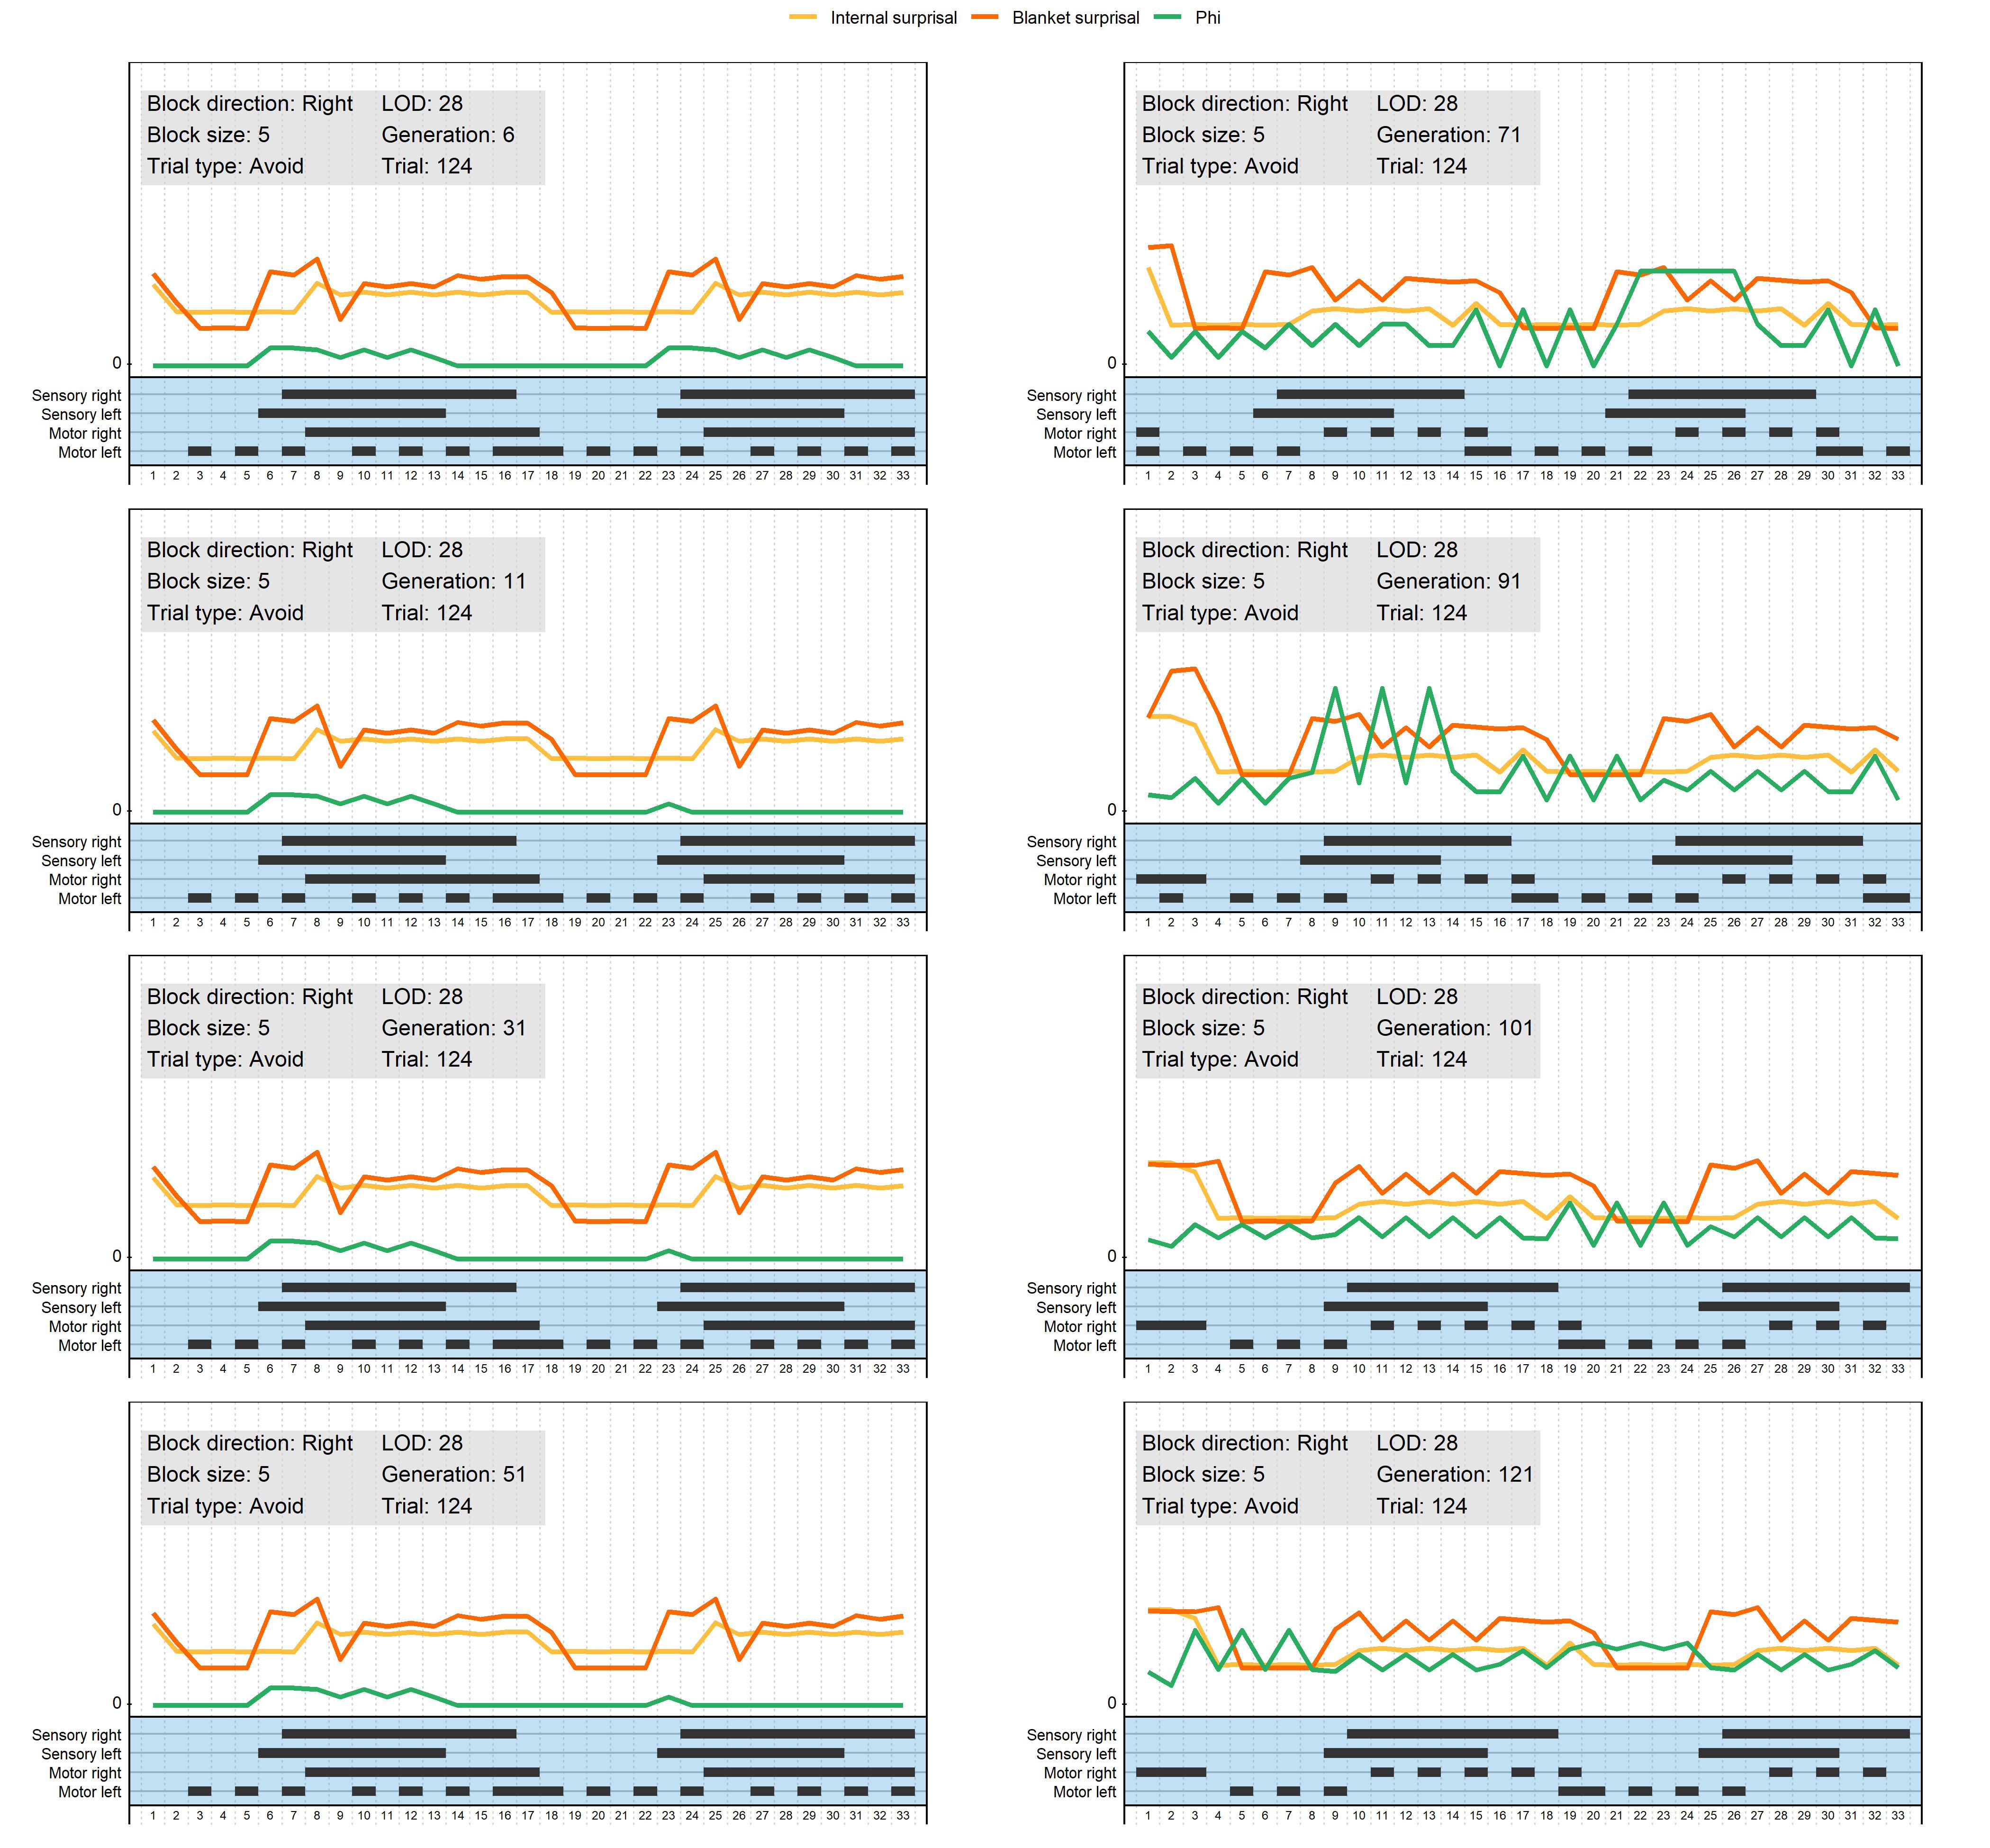 Internal surprisal Blanket surprisal Phi
Block direction: Right LOD: 28
Block size: 5 Generation: 6
Trial type: Avoid Trial: 124
0
Sensory right
Sensory left
Motor right
Motor left
1 2 3 4 5 6 7 8 9 10 11 12 13 14 15 16 17 18 19 20 21 22 23 24 25 26 27 28 29 30 31 32 33
Block direction: Right LOD: 28
Block size: 5 Generation: 71
Trial type: Avoid Trial: 124
0
Sensory right
Sensory left
Motor right
Motor left
1 2 3 4 5 6 7 8 9 10 11 12 13 14 15 16 17 18 19 20 21 22 23 24 25 26 27 28 29 30 31 32 33
Block direction: Right LOD: 28
Block size: 5 Generation: 11
Trial type: Avoid Trial: 124
0
Sensory right
Sensory left
Motor right
Motor left
1 2 3 4 5 6 7 8 9 10 11 12 13 14 15 16 17 18 19 20 21 22 23 24 25 26 27 28 29 30 31 32 33
Block direction: Right LOD: 28
Block size: 5 Generation: 91
Trial type: Avoid Trial: 124
0
Sensory right
Sensory left
Motor right
Motor left
1 2 3 4 5 6 7 8 9 10 11 12 13 14 15 16 17 18 19 20 21 22 23 24 25 26 27 28 29 30 31 32 33
Block direction: Right LOD: 28
Block size: 5 Generation: 31
Trial type: Avoid Trial: 124
0
Sensory right
Sensory left
Motor right
Motor left
1 2 3 4 5 6 7 8 9 10 11 12 13 14 15 16 17 18 19 20 21 22 23 24 25 26 27 28 29 30 31 32 33
Block direction: Right LOD: 28
Block size: 5 Generation: 101
Trial type: Avoid Trial: 124
0
Sensory right
Sensory left
Motor right
Motor left
1 2 3 4 5 6 7 8 9 10 11 12 13 14 15 16 17 18 19 20 21 22 23 24 25 26 27 28 29 30 31 32 33
Block direction: Right LOD: 28
Block size: 5 Generation: 51
Trial type: Avoid Trial: 124
0
Sensory right
Sensory left
Motor right
Motor left
1 2 3 4 5 6 7 8 9 10 11 12 13 14 15 16 17 18 19 20 21 22 23 24 25 26 27 28 29 30 31 32 33
Block direction: Right LOD: 28
Block size: 5 Generation: 121
Trial type: Avoid Trial: 124
0
Sensory right
Sensory left
Motor right
Motor left
1 2 3 4 5 6 7 8 9 10 11 12 13 14 15 16 17 18 19 20 21 22 23 24 25 26 27 28 29 30 31 32 33